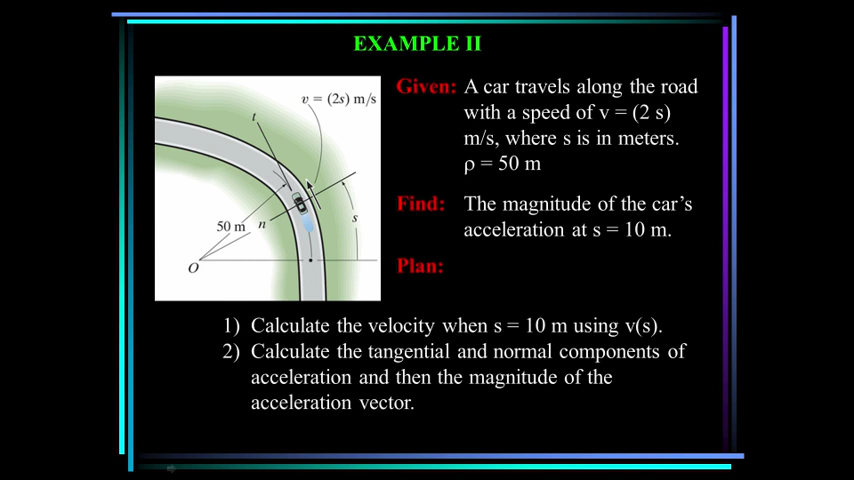 EXAMPLE II
v = (2s) m/s
t
50 m
n
s
O
Given: A car travels along the road
with a speed of v = (2 s)
m/s, where s is in meters.
ρ = 50 m
Find: The magnitude of the car’s
acceleration at s = 10 m.
Plan:
1) Calculate the velocity when s = 10 m using v(s).
2) Calculate the tangential and normal components of
acceleration and then the magnitude of the
acceleration vector.